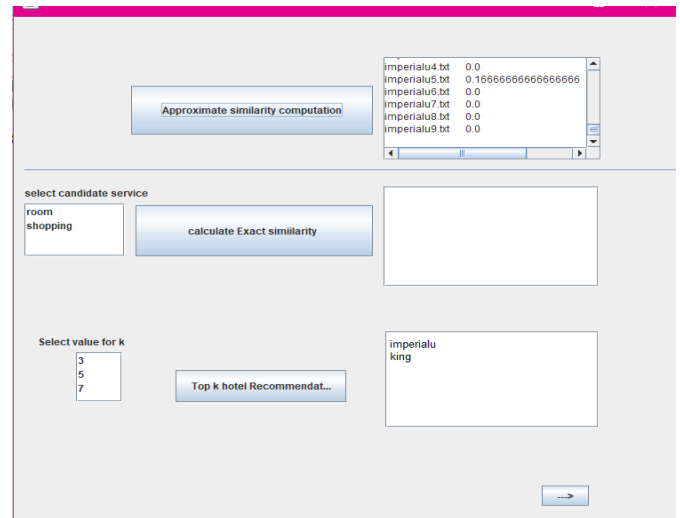 imperialu4.txt 0.0
imperialu5.txt 0.16666666666666666
imperialu6.txt 0.0
imperialu7.txt 0.0
imperialu8.txt 0.0
imperialu9.txt 0.0
Approximate similarity computation
select candidate service
room
shopping
calculate Exact simiilarity
Select value for k
3
5
7
Top k hotel Recommendat...
imperialu
king
--->